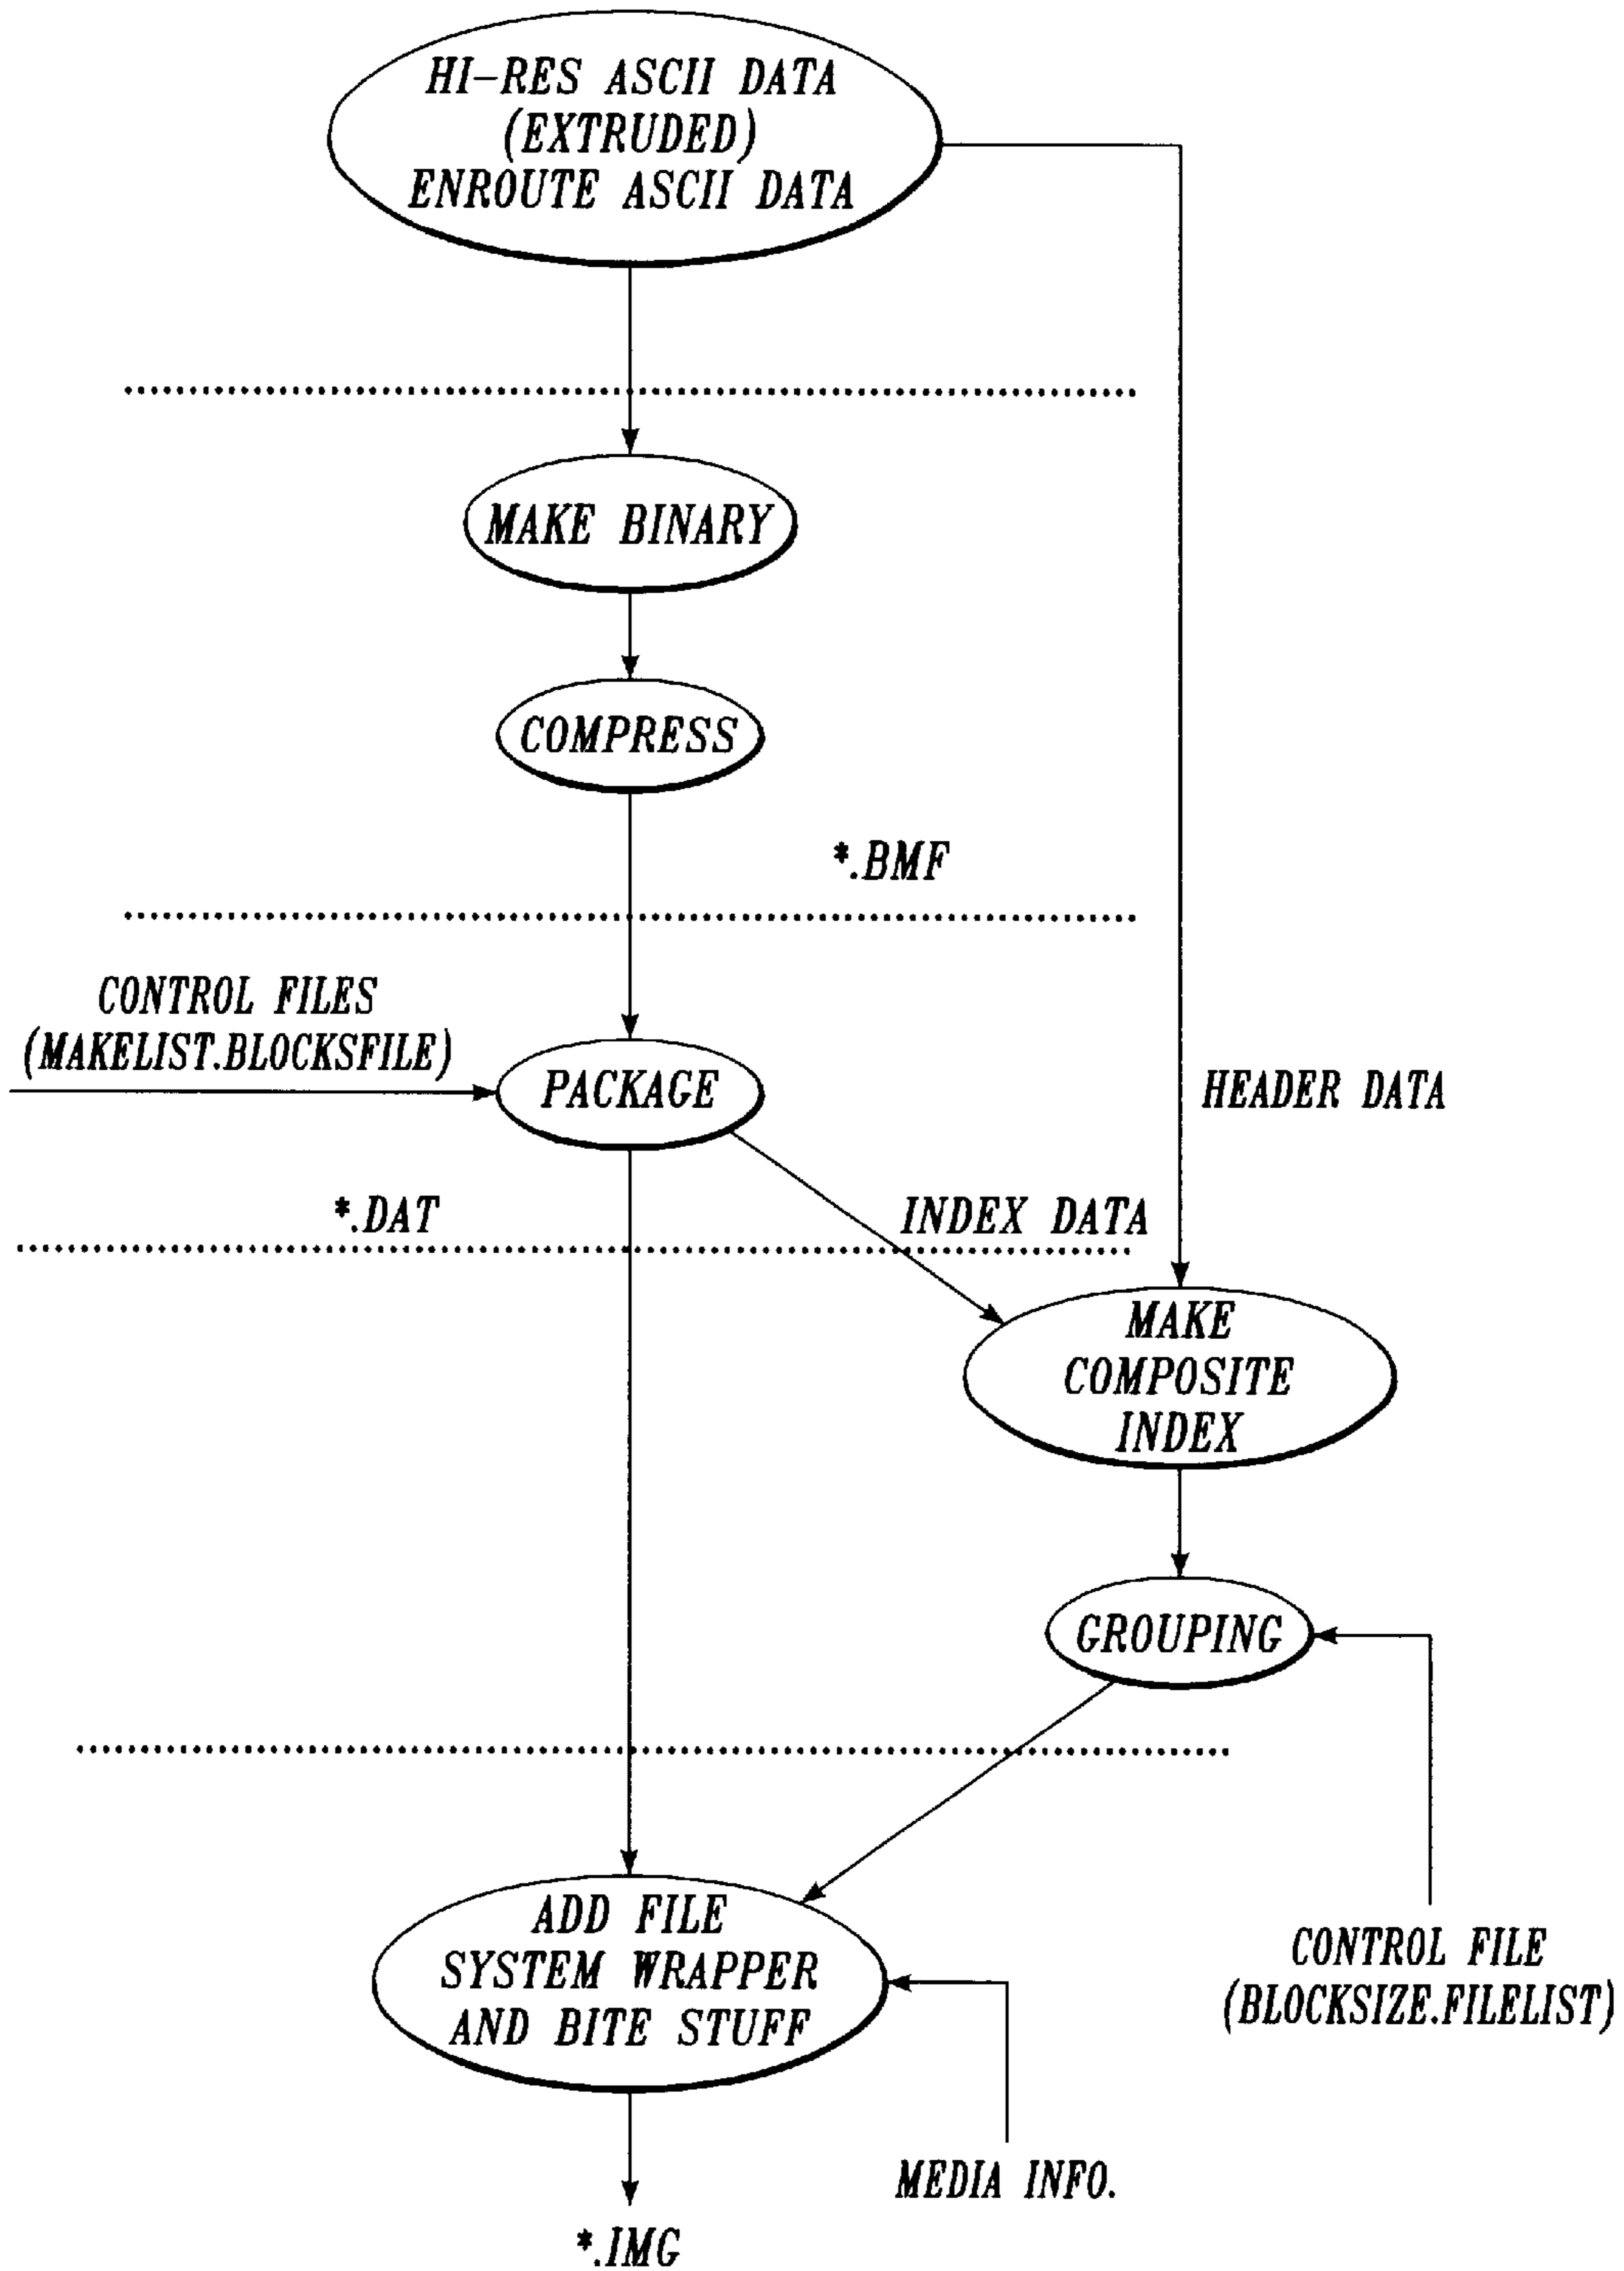 HI-RES ASCII DATA
(EXTRUDED)
ENROUTE ASCII DATA
MAKE BINARY
COMPRESS
*.BMF
CONTROL FILES
(MAKELIST.BLOCKSFILE)
PACKAGE
HEADER DATA
*.DAT
INDEX DATA
MAKE
COMPOSITE
INDEX
GROUPING
ADD FILE
SYSTEM WRAPPER
AND BITE STUFF
CONTROL FILE
(BLOCKSIZE.FILELIST)
MEDIA INFO.
*.IMG